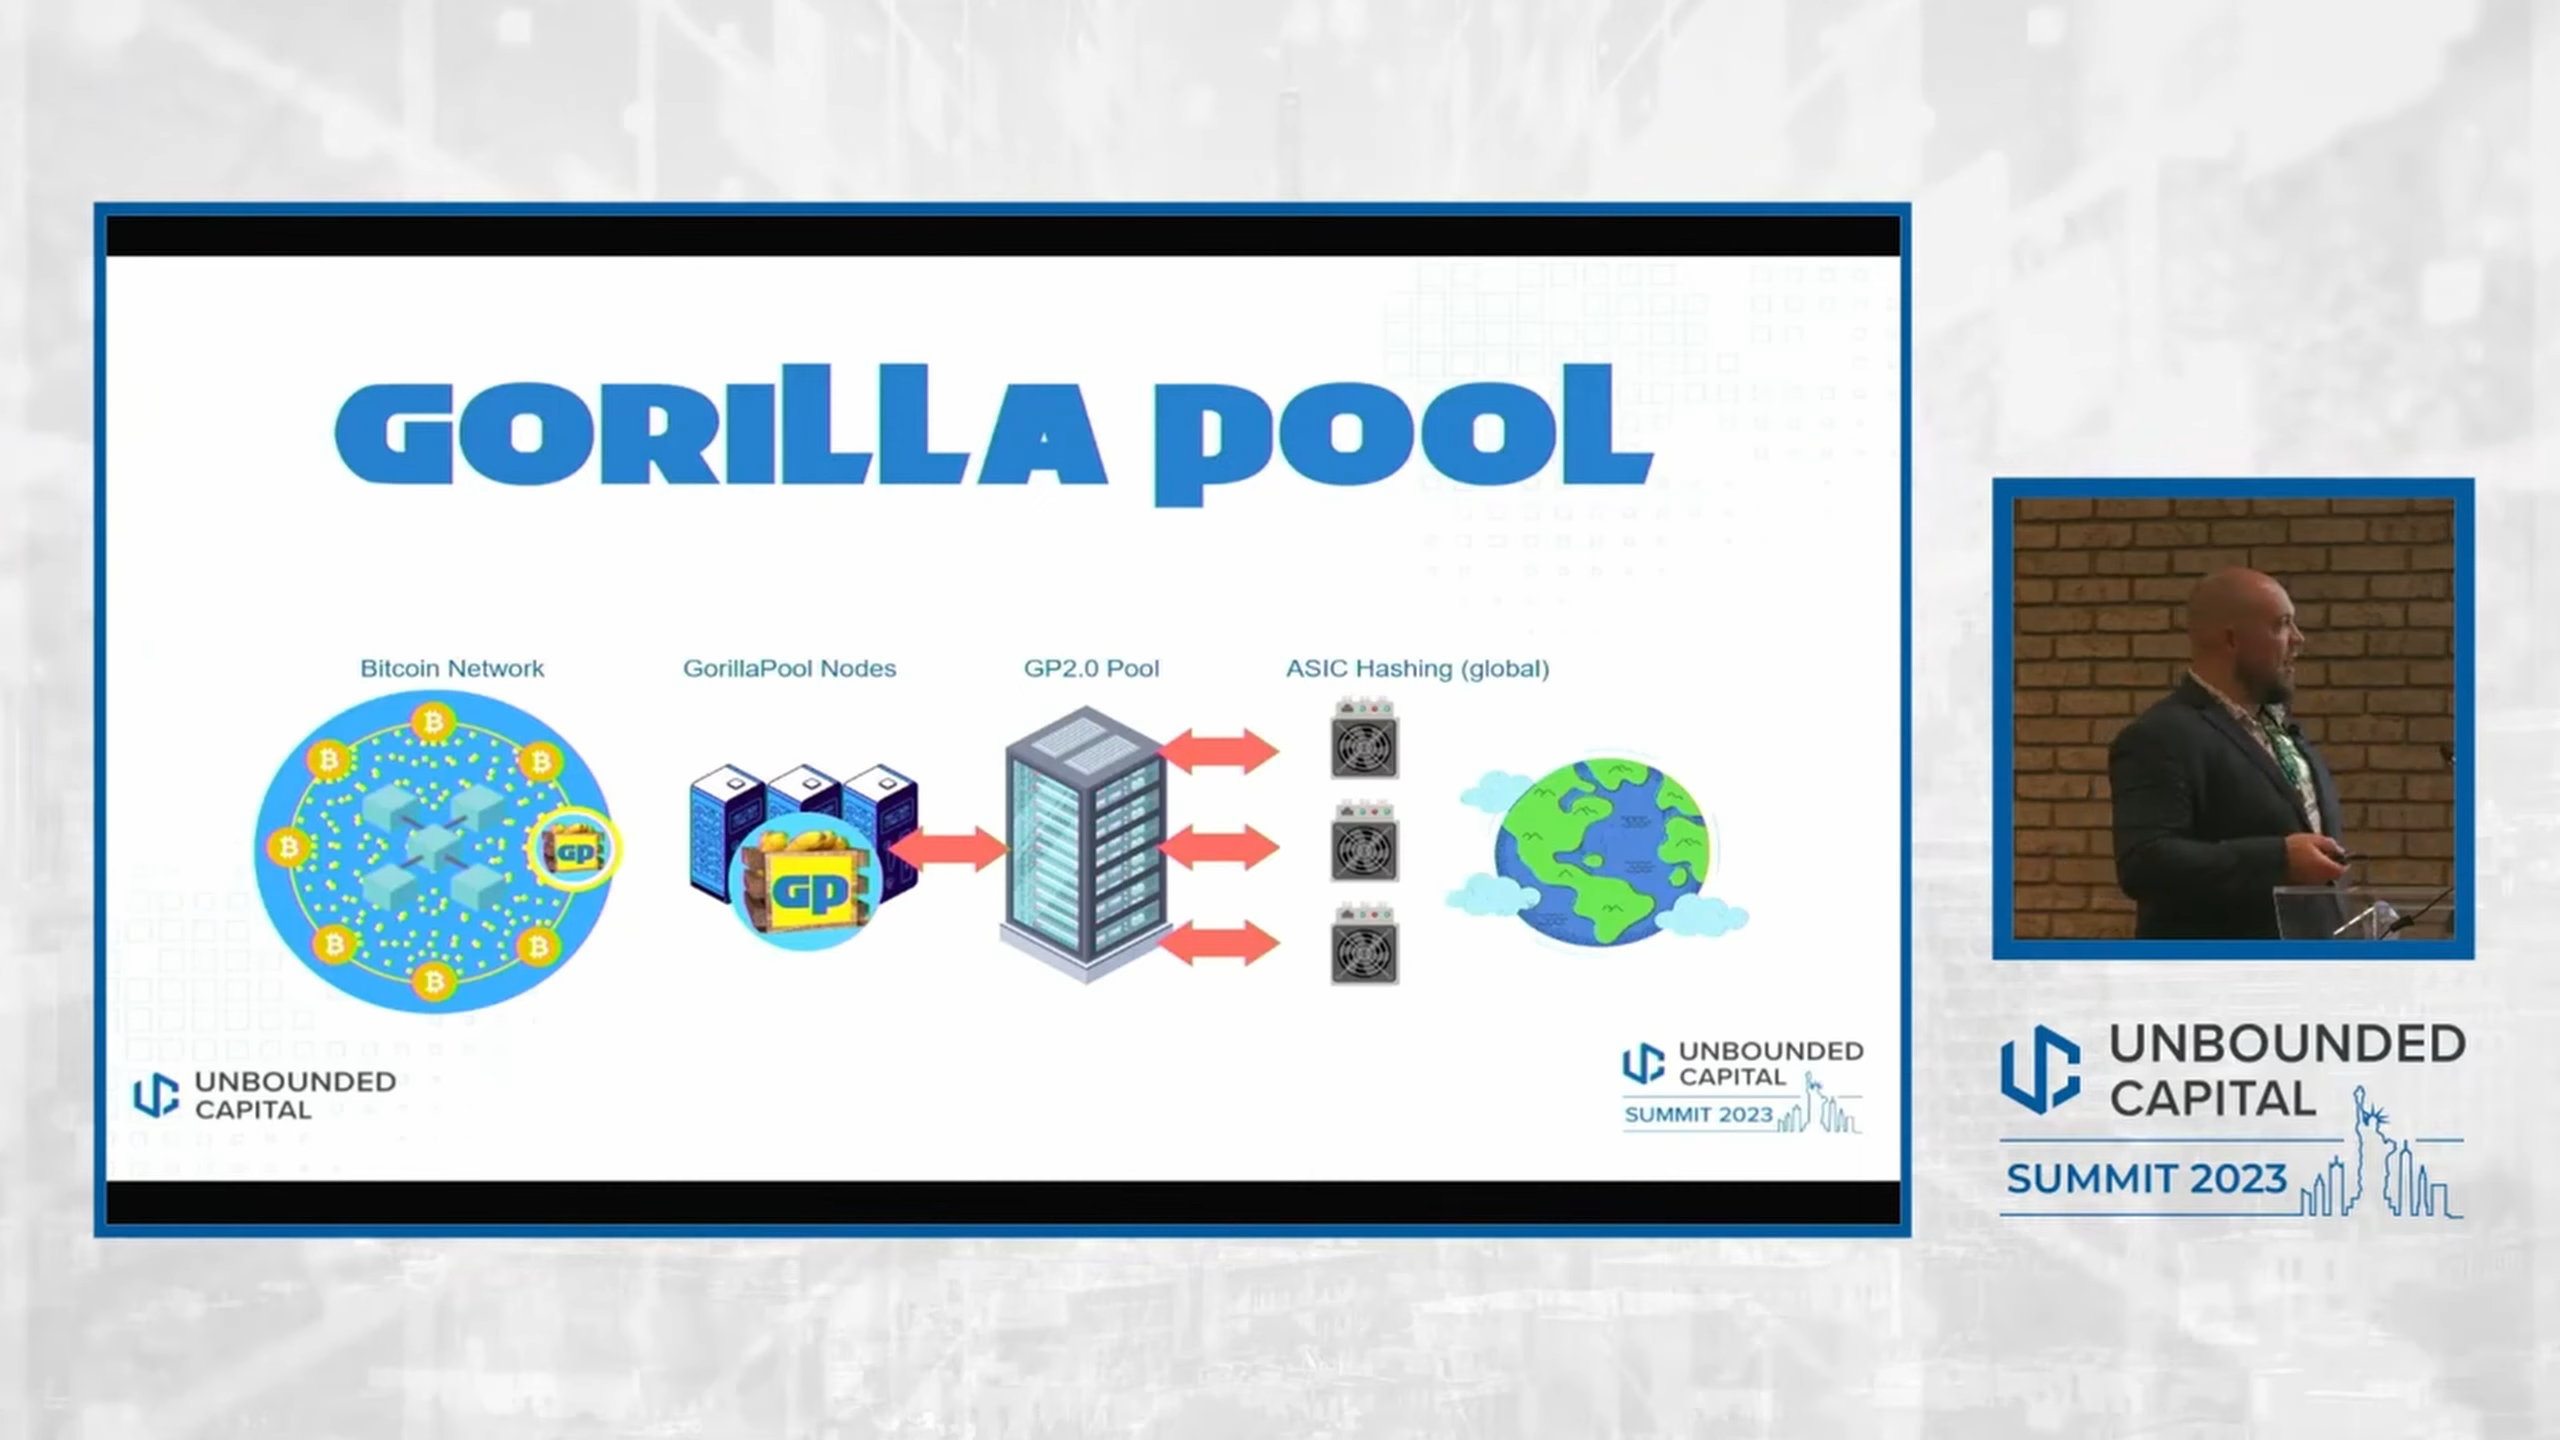 GORILLA POOL
Bitcoin Network
GorillaPool Nodes
GP2.0 Pool
ASIC Hashing (global)
GP
GP
UNBOUNDED
CAPITAL
UNBOUNDED
CAPITAL
SUMMIT 2023
UNBOUNDED
CAPITAL
SUMMIT 2023